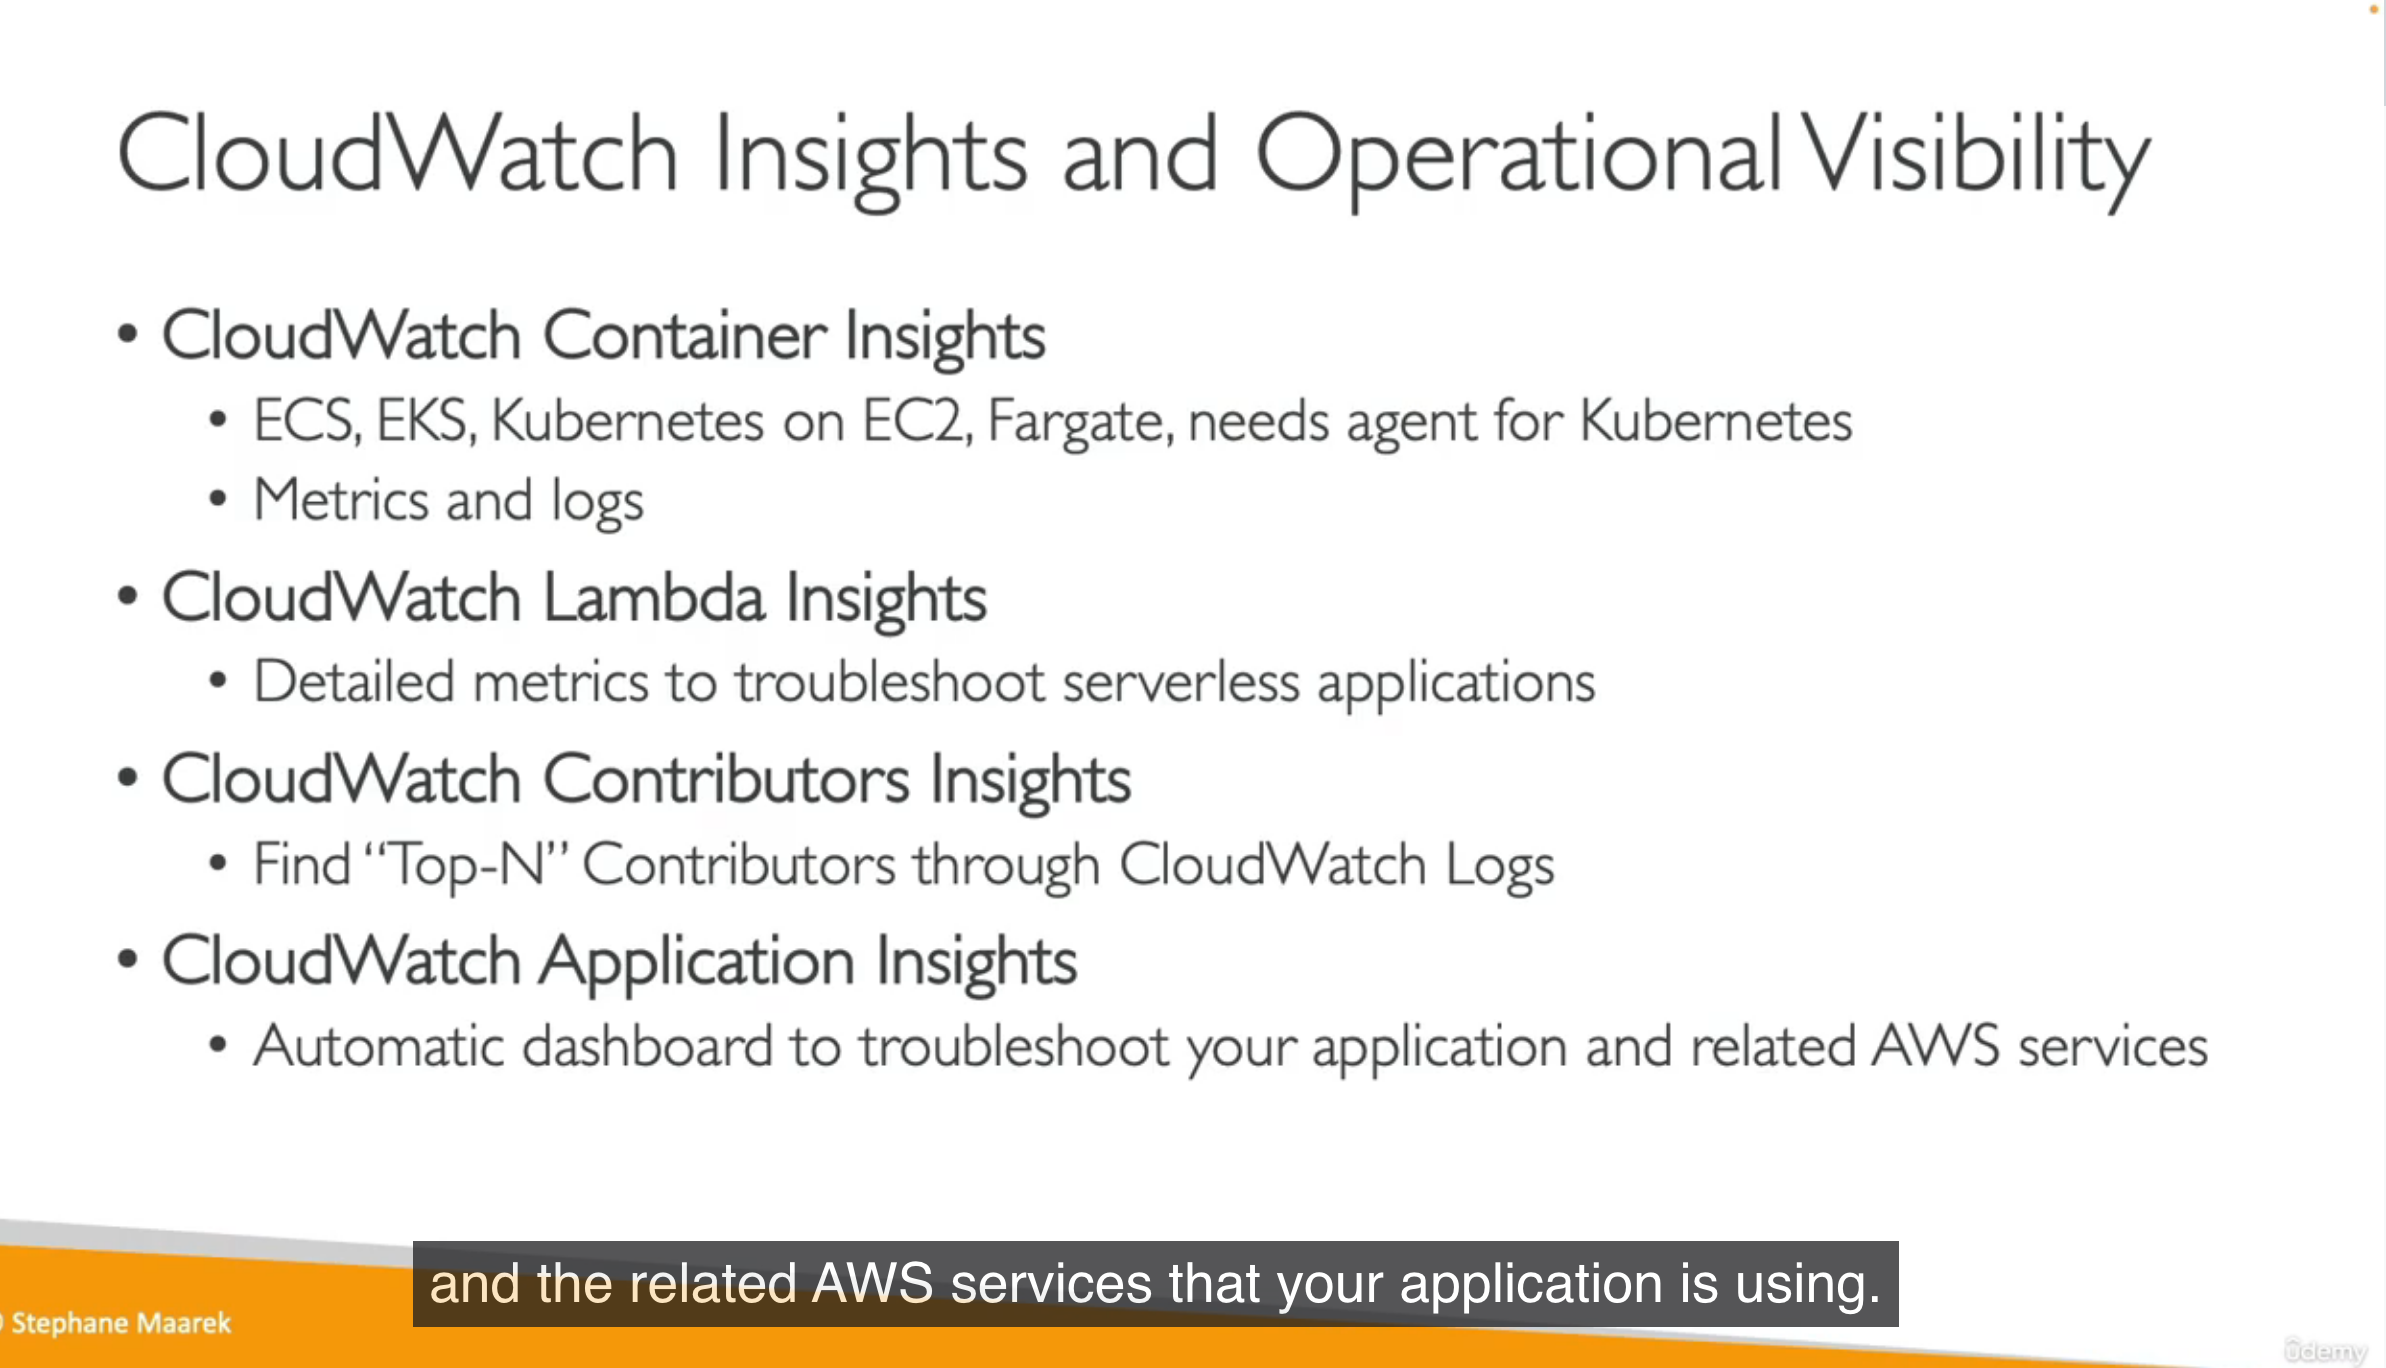 CloudWatch Insights and Operational Visibility
• CloudWatch Container Insights
• ECS, EKS, Kubernetes on EC2, Fargate, needs agent for Kubernetes
• Metrics and logs
• CloudWatch Lambda Insights
• Detailed metrics to troubleshoot serverless applications
• CloudWatch Contributors Insights
• Find “Top-N” Contributors through CloudWatch Logs
• CloudWatch Application Insights
• Automatic dashboard to troubleshoot your application and related AWS services
and the related AWS services that your application is using.
Stephane Maarek
ûdemy